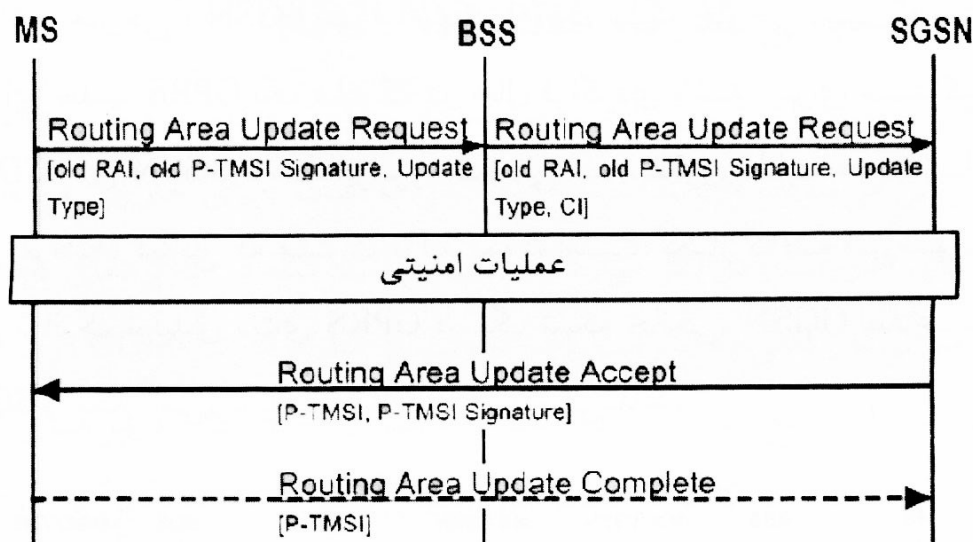 MS BSS SGSN
Routing Area Update Request Routing Area Update Request
[old RAI, old P-TMSI Signature, Update [old RAI, old P-TMSI Signature, Update
Type] Type, CI]
عملیات امنیتی
Routing Area Update Accept
[P-TMSI, P-TMSI Signature]
Routing Area Update Complete
[P-TMSI]